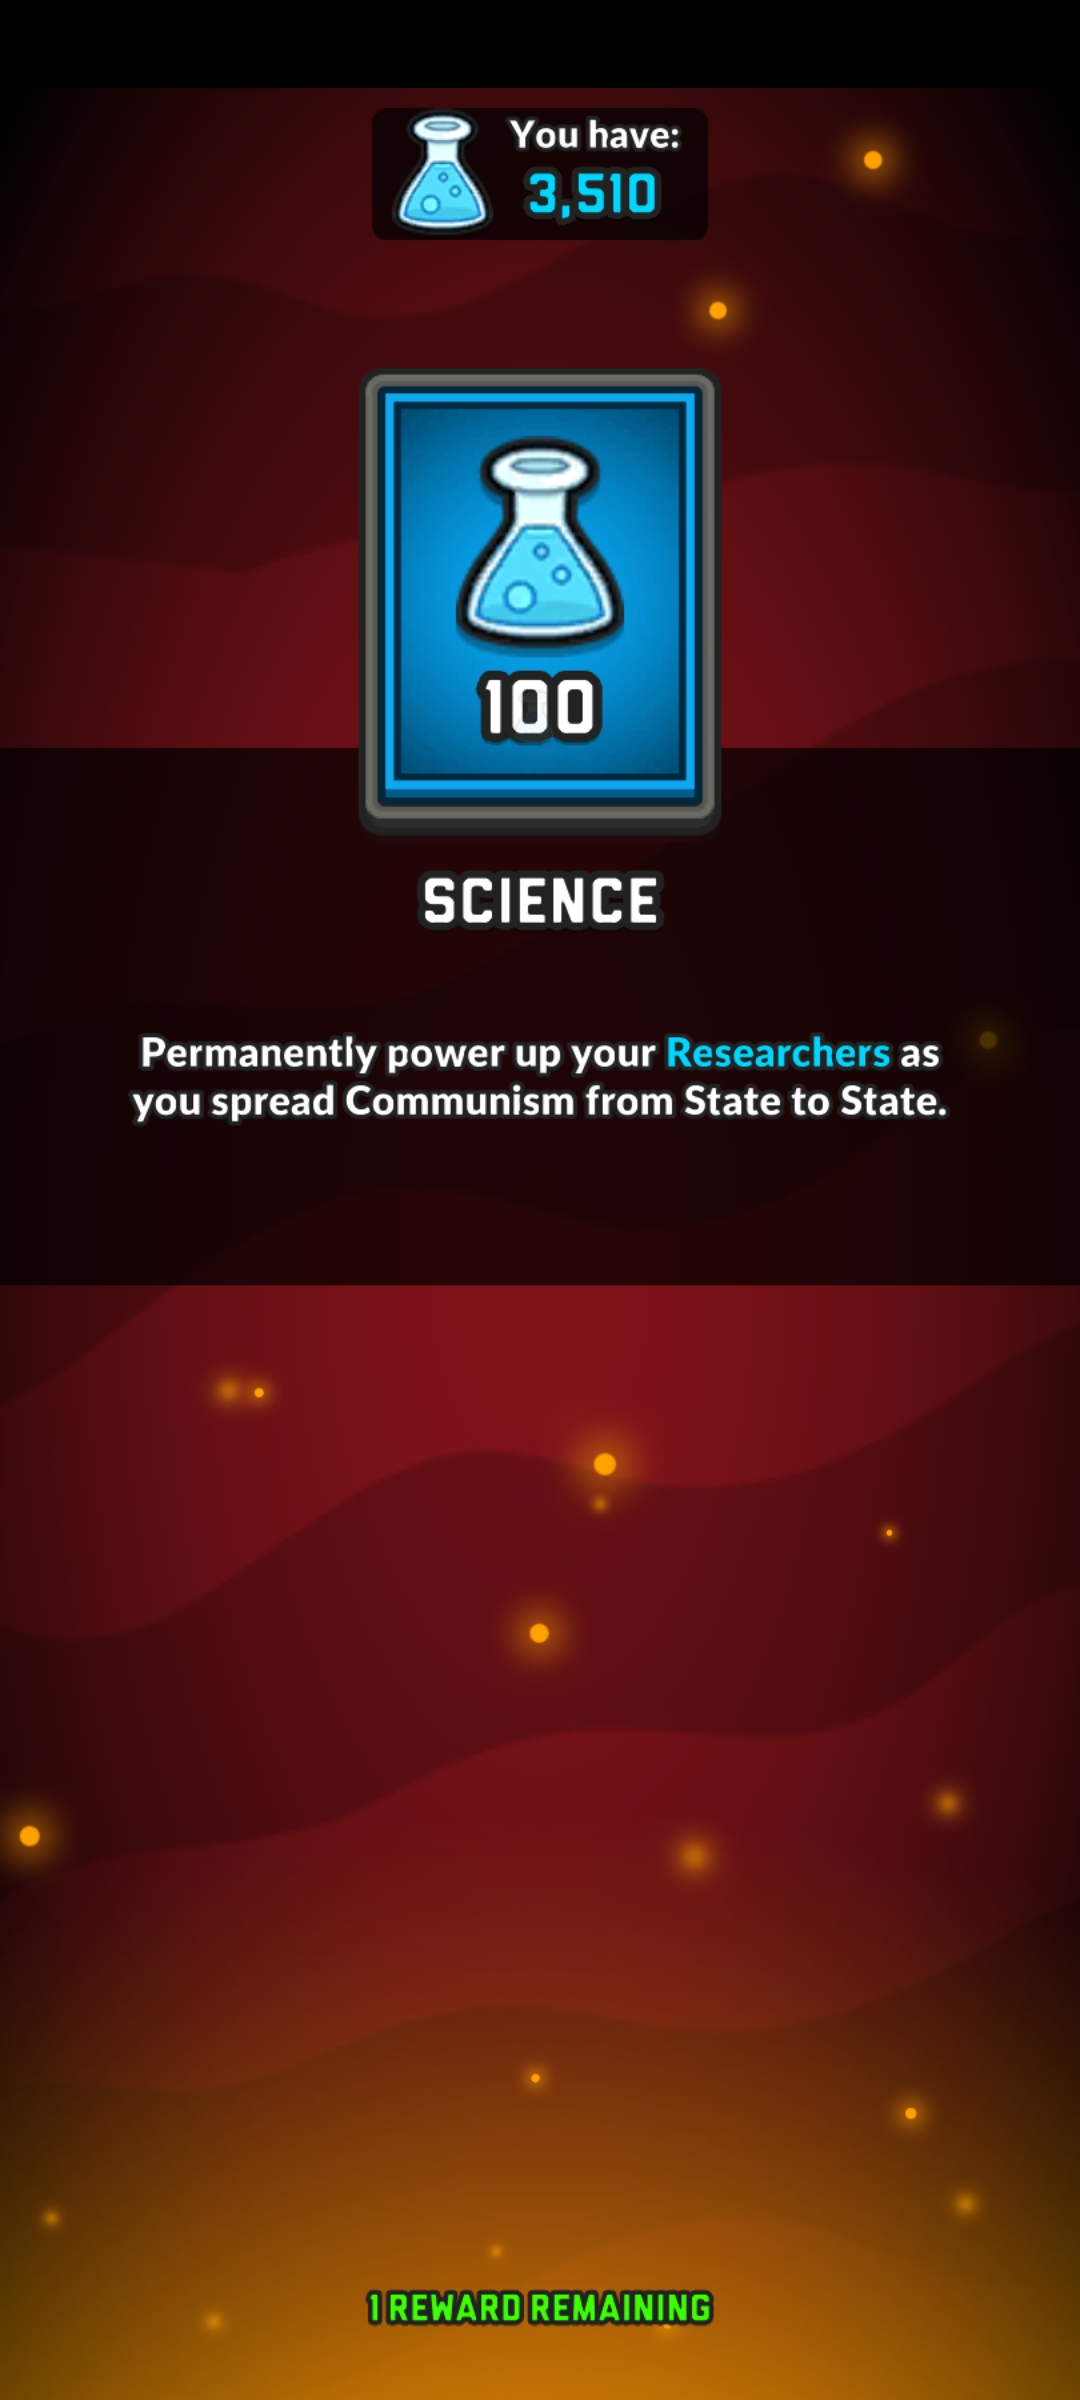 You have:
3,510
100
SCIENCE
Permanently power up your Researchers as
you spread Communism from State to State.
1 REWARD REMAINING